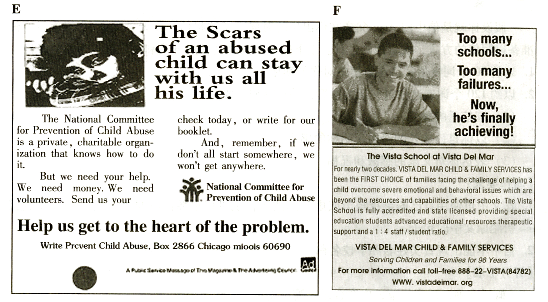 E
The Scars
of an abused
child can stay
with us all
his life.
The National Committee
for Prevention of Child Abuse
is a private, charitable organ-
ization that knows how to do
it.
But we need your help.
We need money. We need
volunteers. Send us your
check today, or write for our
booklet.
And, remember, if we
don't all start somewhere, we
won't get anywhere.
National Committee for
Prevention of Child Abuse
Help us get to the heart of the problem.
Write Prevent Child Abuse, Box 2866 Chicago mioois 60690
A Public Service Message of This Magazine & The Advertising Council
Ad
Council
F
Too many
schools...
Too many
failures...
Now,
he's finally
achieving!
The Vista School at Vista Del Mar
For nearly two decades, VISTA DEL MAR CHILD & FAMILY SERVICES has
been the FIRST CHOICE of families facing the challenge of helping a
child overcome severe emotional and behavioral issues which are
beyond the resources and capabilities of other schools. The Vista
School is fully accredited and state licensed providing special
education students advanced educational resources therapeutic
support and a 1 : 4 staff / student ratio.
VISTA DEL MAR CHILD & FAMILY SERVICES
Serving Children and Families for 96 Years
For more information call toll-free 888-22-VISTA(84782)
WWW. vistadelmar. org